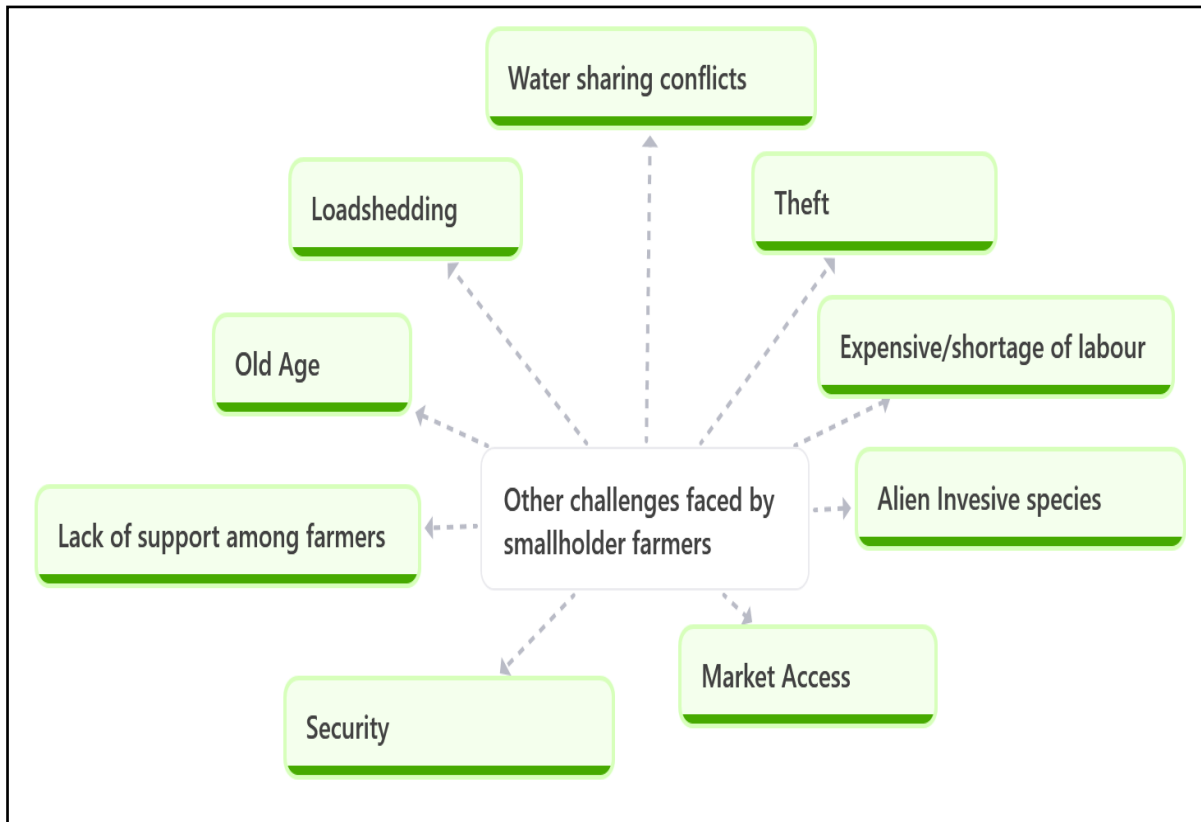 Water sharing conflicts
Loadshedding
Theft
Expensive/shortage of labour
Old Age
Other challenges faced by
smallholder farmers
Alien Invesive species
Lack of support among farmers
Market Access
Security